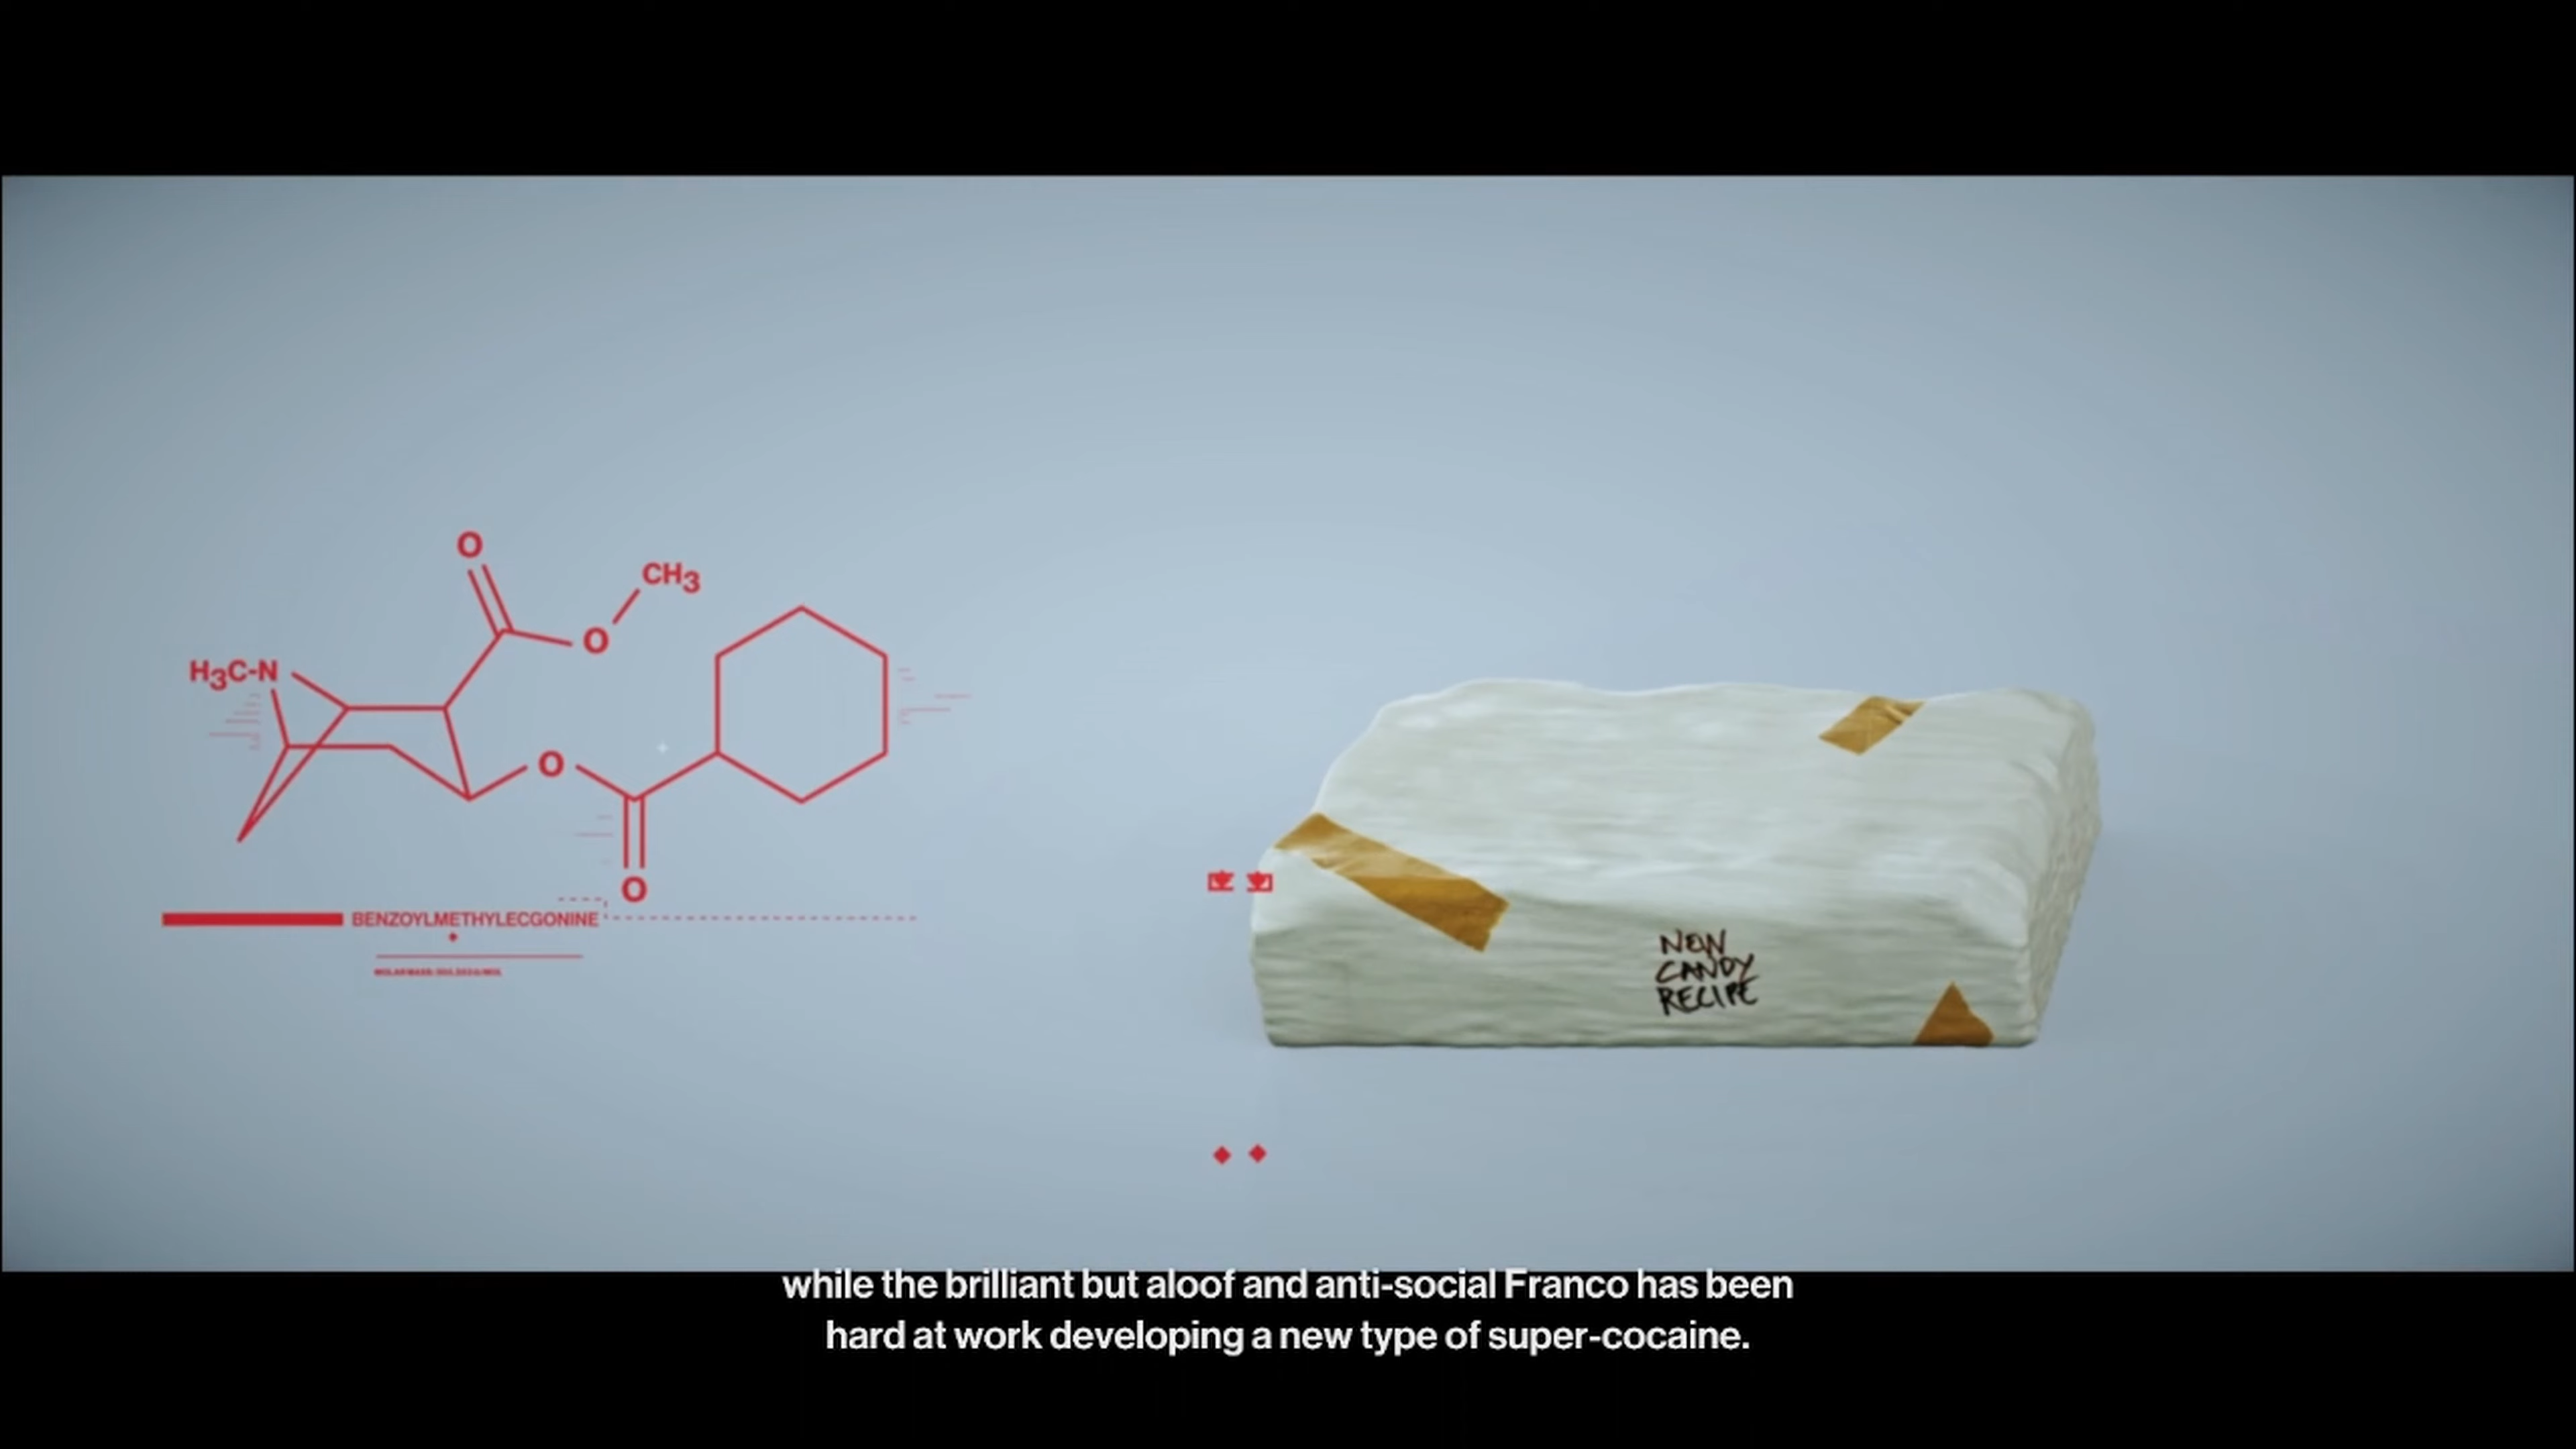 O
CH3
O
H3C-N
O
O
BENZOYLMETHYLECGONINE
NEW
CANDY
RECIPE
while the brilliant but aloof and anti-social Franco has been
hard at work developing a new type of super-cocaine.